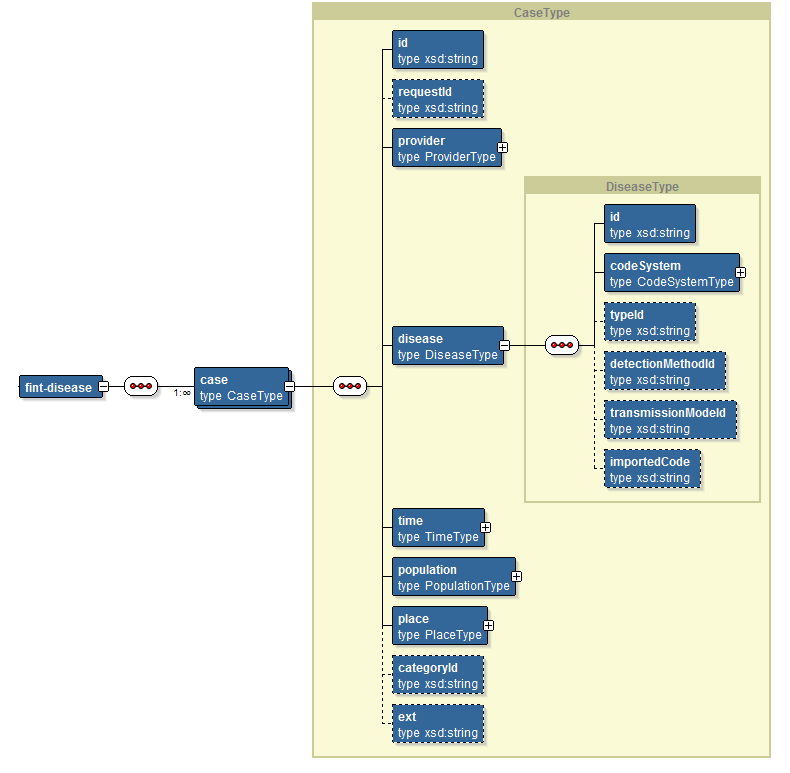 CaseType
id
type xsd:string
requestId
type xsd:string
provider
type ProviderType
DiseaseType
id
type xsd:string
codeSystem
type CodeSystemType
typeId
type xsd:string
disease
type DiseaseType
detectionMethodId
type xsd:string
fint-disease
1:∞
case
type CaseType
transmissionModeId
type xsd:string
importedCode
type xsd:string
time
type TimeType
population
type PopulationType
place
type PlaceType
categoryId
type xsd:string
ext
type xsd:string